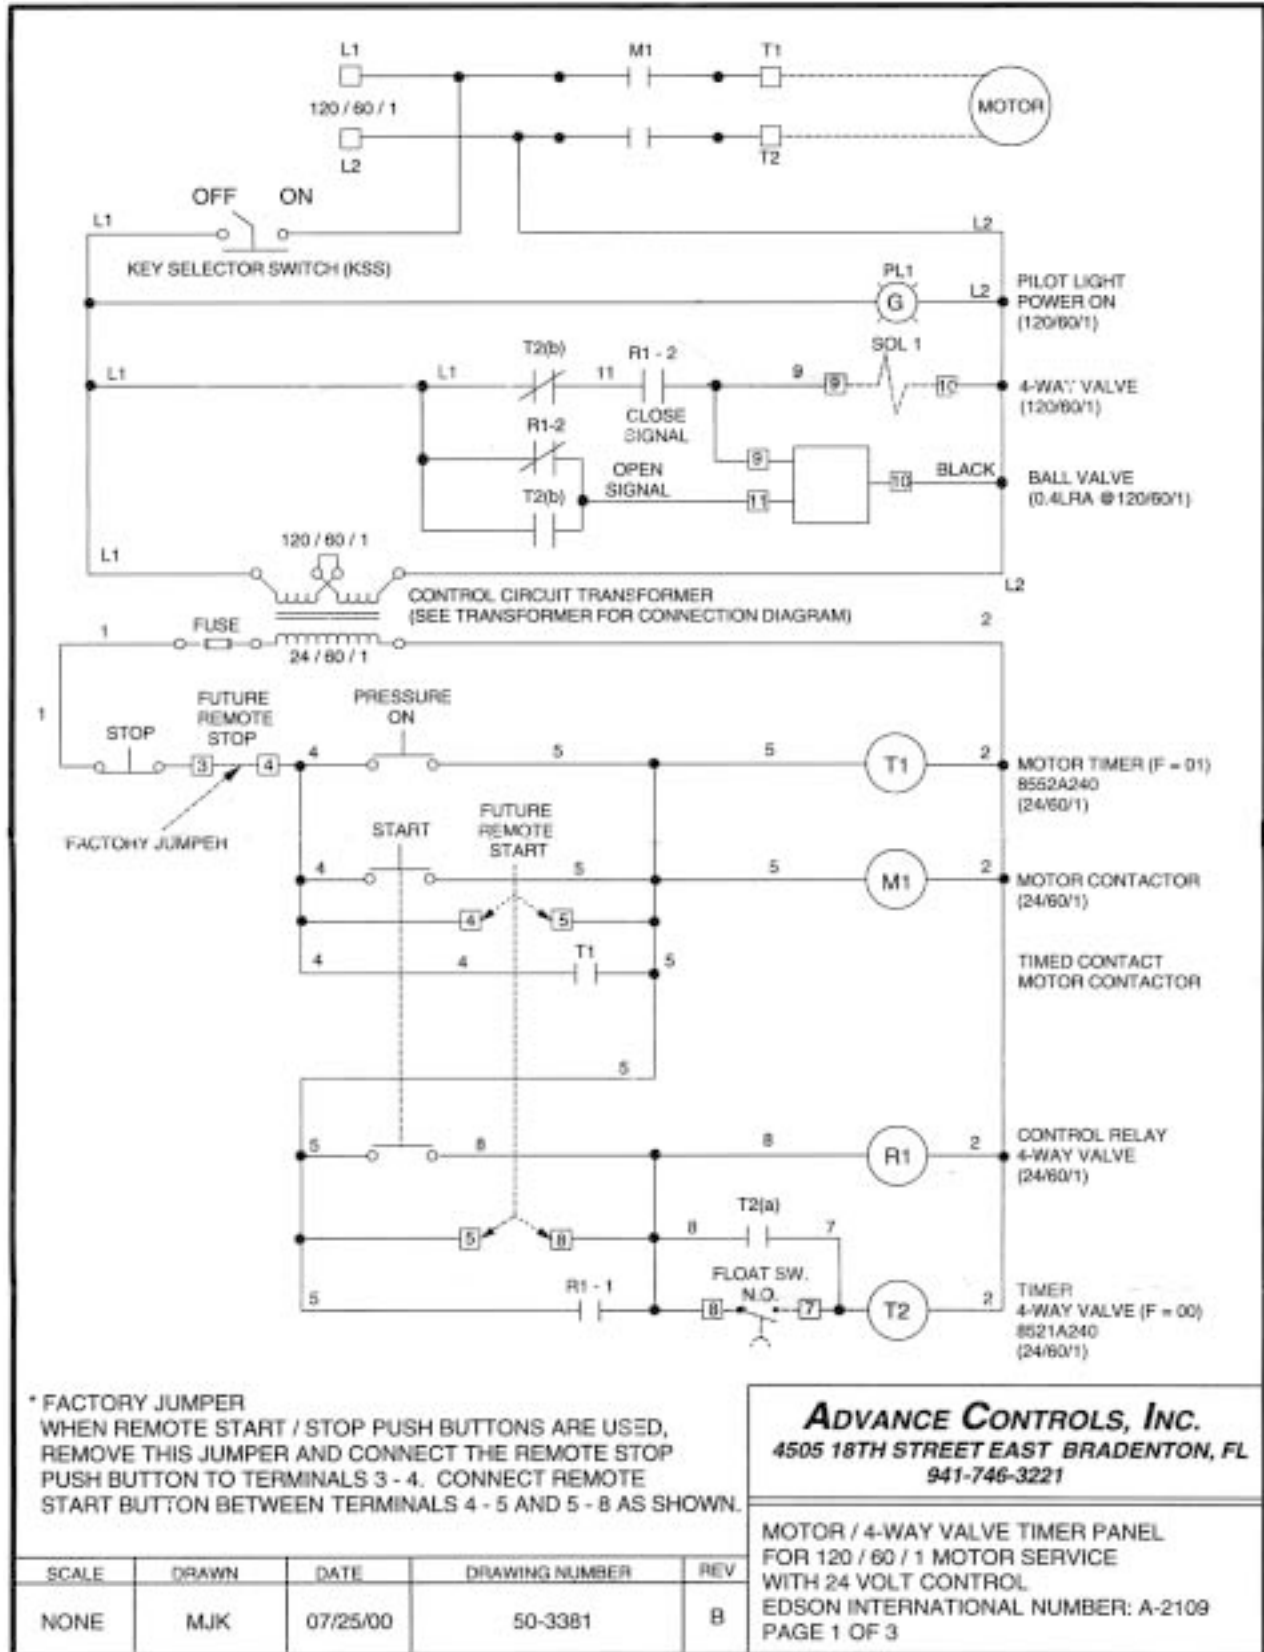 L1
M1
T1
120 / 60 / 1
MOTOR
L2
T2
OFF ON
L1
L2
KEY SELECTOR SWITCH (KSS)
PL1
G
L2
PILOT LIGHT
POWER ON
(120/60/1)
T2(b)
R1 - 2
SOL 1
L1
L1
11
9
9
10
4-WAY VALVE
(120/60/1)
CLOSE
SIGNAL
R1-2
9
OPEN
SIGNAL
BLACK
10
BALL VALVE
(0.4LRA @120/60/1)
T2(b)
11
120 / 60 / 1
L1
L2
CONTROL CIRCUIT TRANSFORMER
(SEE TRANSFORMER FOR CONNECTION DIAGRAM)
1
FUSE
2
24 / 60 / 1
1
FUTURE
REMOTE
STOP
PRESSURE
ON
STOP
3
4
4
5
5
T1
2
MOTOR TIMER (F = 01)
8552A240
(24/60/1)
FACTORY JUMPER
START
FUTURE
REMOTE
START
4
5
5
M1
2
MOTOR CONTACTOR
(24/60/1)
4
5
T1
4
4
5
TIMED CONTACT
MOTOR CONTACTOR
5
5
8
8
R1
2
CONTROL RELAY
4-WAY VALVE
(24/60/1)
T2(a)
5
8
8
7
FLOAT SW.
N.O.
R1 - 1
5
8
7
T2
2
TIMER
4-WAY VALVE (F = 00)
8521A240
(24/60/1)
* FACTORY JUMPER
WHEN REMOTE START / STOP PUSH BUTTONS ARE USED,
REMOVE THIS JUMPER AND CONNECT THE REMOTE STOP
PUSH BUTTON TO TERMINALS 3 - 4. CONNECT REMOTE
START BUTTON BETWEEN TERMINALS 4 - 5 AND 5 - 8 AS SHOWN.
ADVANCE CONTROLS, INC.
4505 18TH STREET EAST BRADENTON, FL
941-746-3221
MOTOR / 4-WAY VALVE TIMER PANEL
FOR 120 / 60 / 1 MOTOR SERVICE
WITH 24 VOLT CONTROL
EDSON INTERNATIONAL NUMBER: A-2109
PAGE 1 OF 3
SCALE DRAWN DATE DRAWING NUMBER REV
NONE MJK 07/25/00 50-3381 B